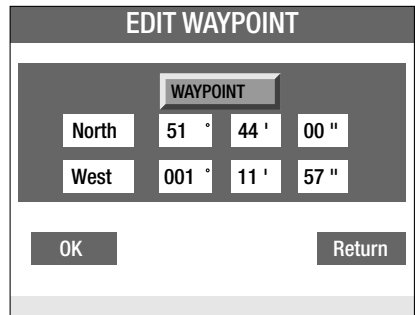 EDIT WAYPOINT
WAYPOINT
North 51 ° 44 ' 00 "
West 001 ° 11 ' 57 "
OK Return